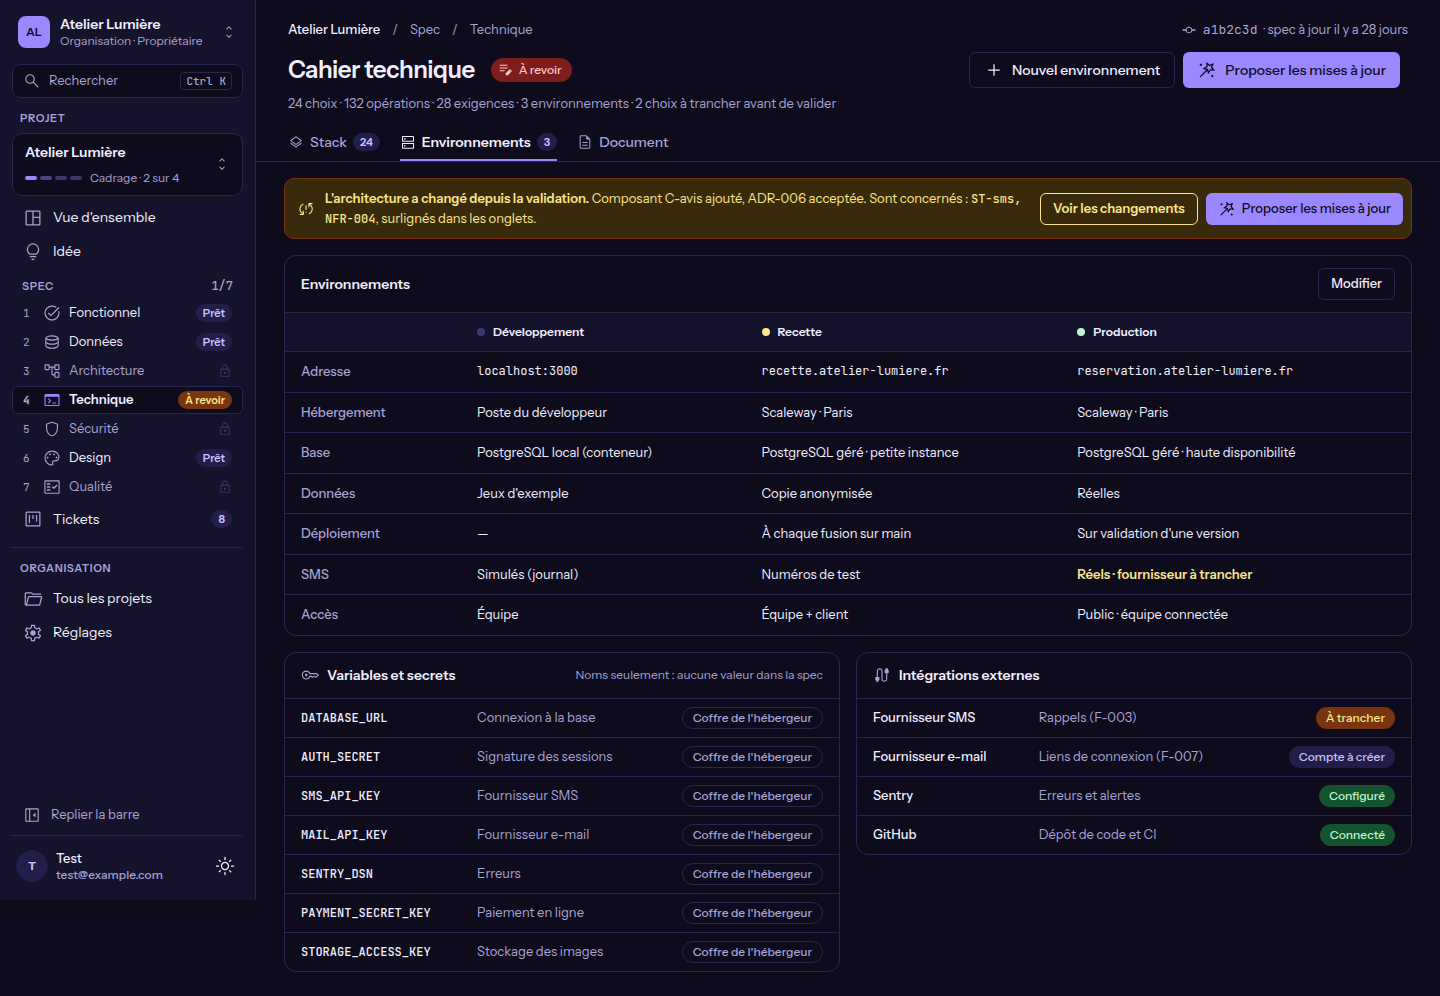 AL
Atelier Lumière
Organisation · Propriétaire
Rechercher
Ctrl K
PROJET
Atelier Lumière
Cadrage · 2 sur 4
Vue d'ensemble
Idée
SPEC 1/7
1 Fonctionnel Prêt
2 Données Prêt
3 Architecture
4 Technique À revoir
5 Sécurité
6 Design Prêt
7 Qualité
Tickets 8
ORGANISATION
Tous les projets
Réglages
Replier la barre
T
Test
test@example.com
Atelier Lumière / Spec / Technique
a1b2c3d · spec à jour il y a 28 jours
Cahier technique
À revoir
Nouvel environnement
Proposer les mises à jour
24 choix · 132 opérations · 28 exigences · 3 environnements · 2 choix à trancher avant de valider
Stack 24
Environnements 3
Document
L'architecture a changé depuis la validation. Composant C-avis ajouté, ADR-006 acceptée. Sont concernés : ST-sms,
NFR-004, surlignés dans les onglets.
Voir les changements
Proposer les mises à jour
Environnements
Modifier
Développement Recette Production
Adresse localhost:3000 recette.atelier-lumiere.fr reservation.atelier-lumiere.fr
Hébergement Poste du développeur Scaleway · Paris Scaleway · Paris
Base PostgreSQL local (conteneur) PostgreSQL géré · petite instance PostgreSQL géré · haute disponibilité
Données Jeux d'exemple Copie anonymisée Réelles
Déploiement — À chaque fusion sur main Sur validation d'une version
SMS Simulés (journal) Numéros de test Réels · fournisseur à trancher
Accès Équipe Équipe + client Public · équipe connectée
Variables et secrets
Noms seulement : aucune valeur dans la spec
DATABASE_URL Connexion à la base Coffre de l'hébergeur
AUTH_SECRET Signature des sessions Coffre de l'hébergeur
SMS_API_KEY Fournisseur SMS Coffre de l'hébergeur
MAIL_API_KEY Fournisseur e-mail Coffre de l'hébergeur
SENTRY_DSN Erreurs Coffre de l'hébergeur
PAYMENT_SECRET_KEY Paiement en ligne Coffre de l'hébergeur
STORAGE_ACCESS_KEY Stockage des images Coffre de l'hébergeur
Intégrations externes
Fournisseur SMS Rappels (F-003) À trancher
Fournisseur e-mail Liens de connexion (F-007) Compte à créer
Sentry Erreurs et alertes Configuré
GitHub Dépôt de code et CI Connecté